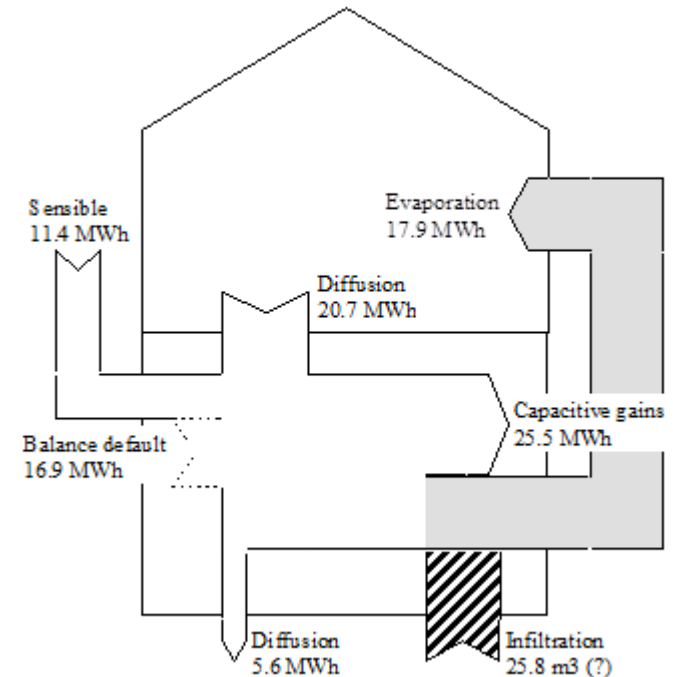 Sensible
11.4 MWh
Evaporation
17.9 MWh
Diffusion
20.7 MWh
Capacitive gains
25.5 MWh
Balance default
16.9 MWh
Diffusion
5.6 MWh
Infiltration
25.8 m3 (?)